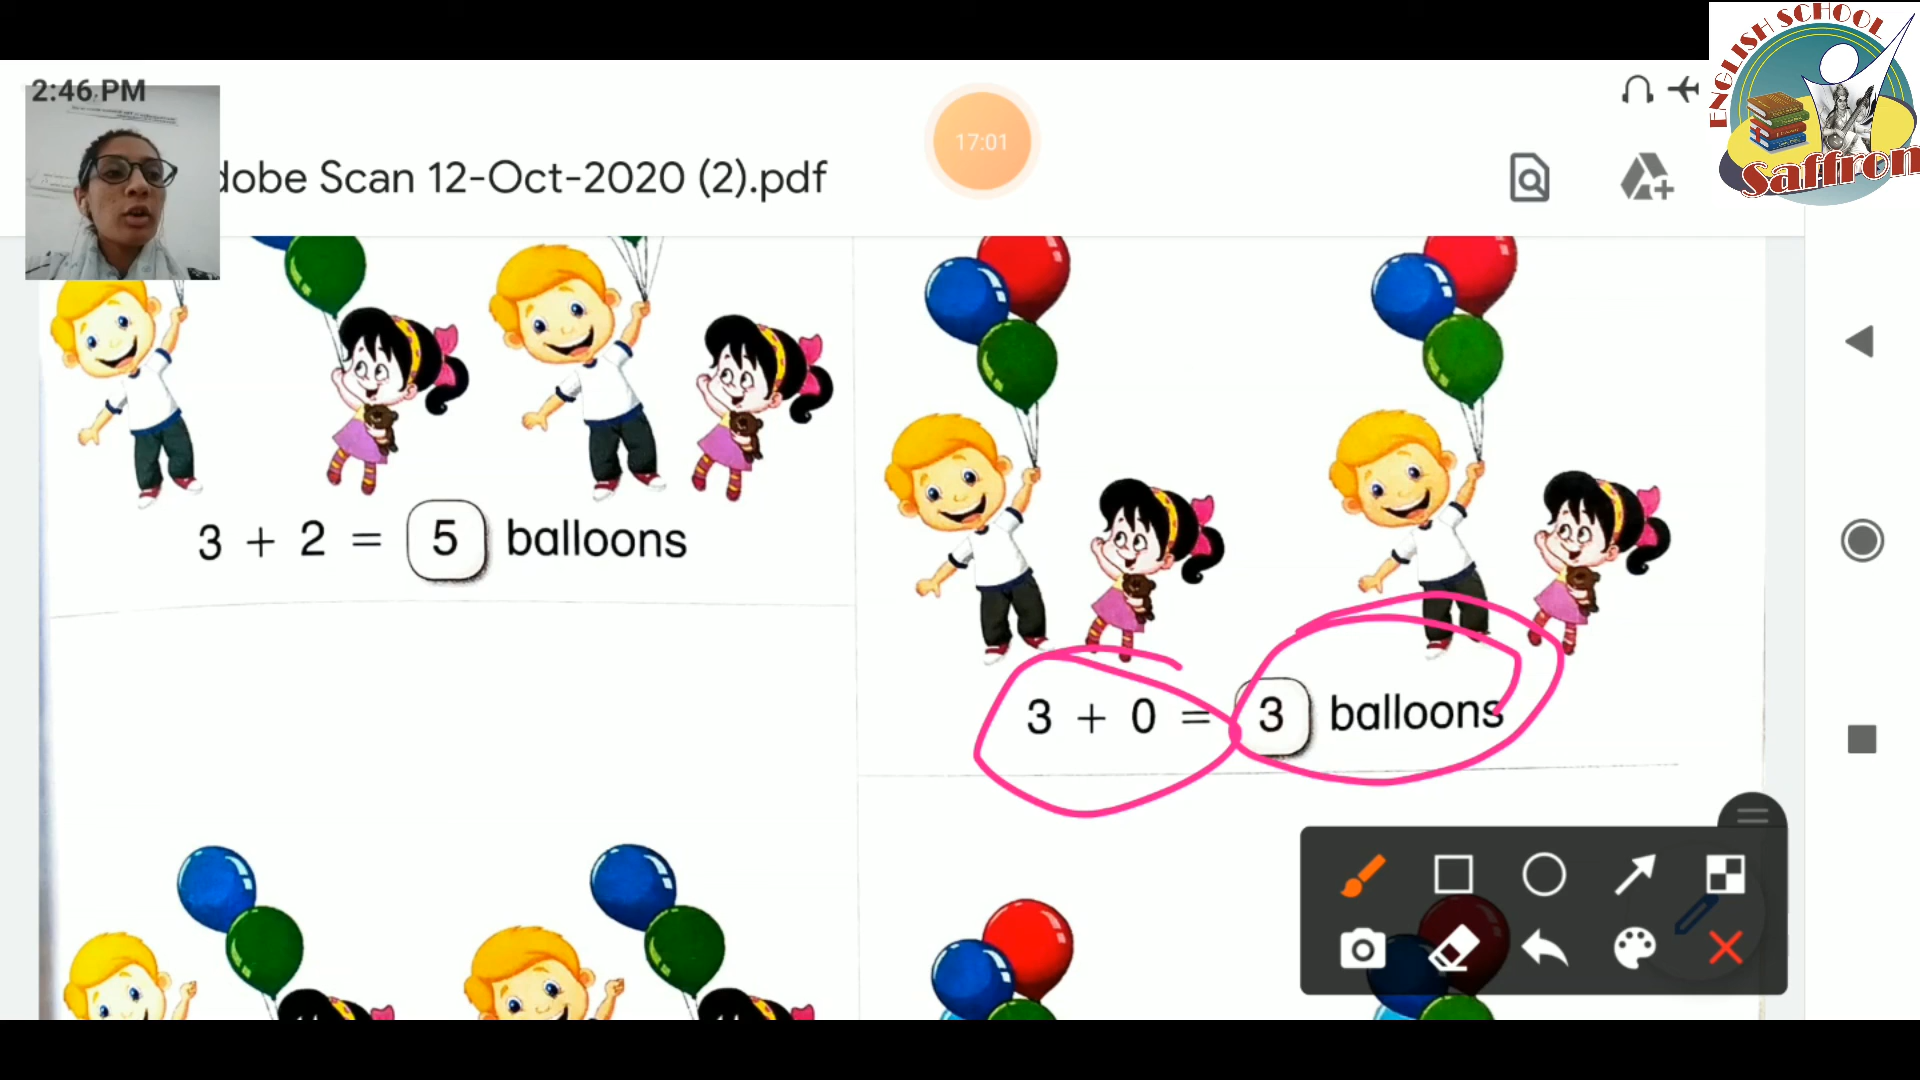 2:46 PM
dobe Scan 12-Oct-2020 (2).pdf
17:01
ENGLISH SCHOOL
Saffron
3 + 2 = 5 balloons
3 + 0 = 3 balloons